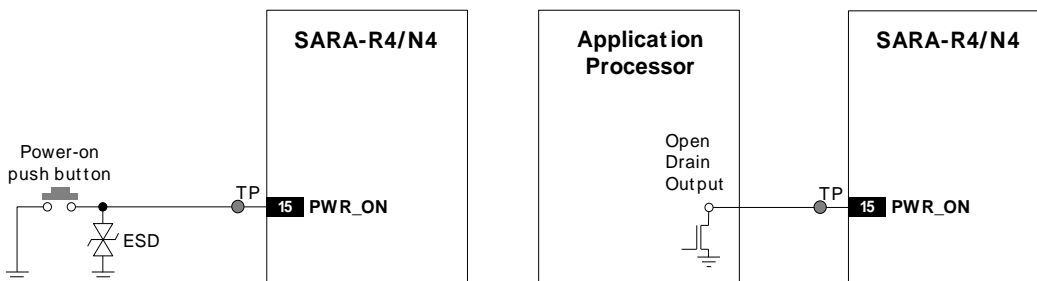 SARA-R4/N4
Power-on
push button
TP
15 PWR_ON
ESD
Application
Processor
Open
Drain
Output
SARA-R4/N4
TP
15 PWR_ON